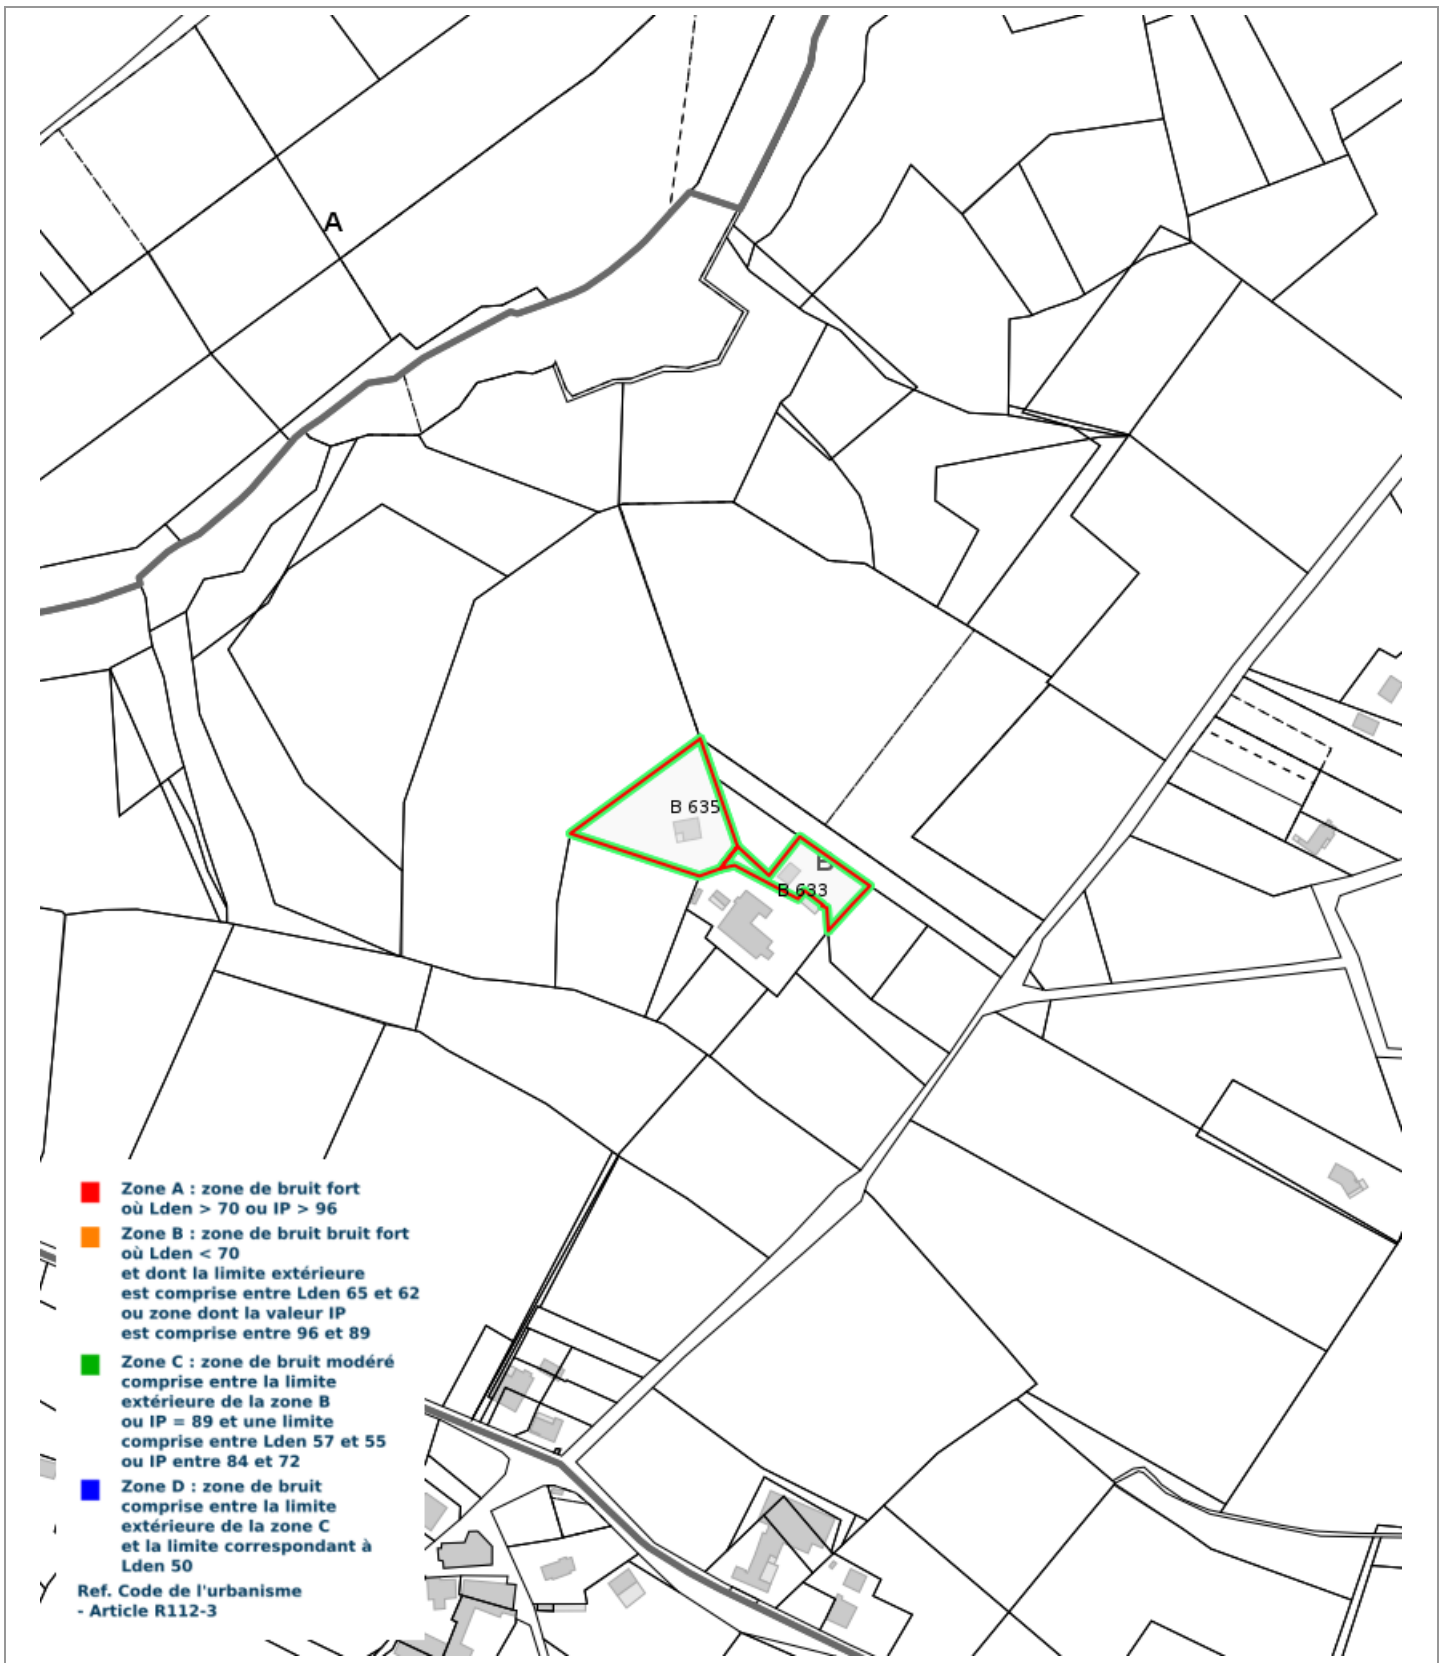 A
B 635
B
B 633
Zone A : zone de bruit fort
où Lden > 70 ou IP > 96
Zone B : zone de bruit bruit fort
où Lden < 70
et dont la limite extérieure
est comprise entre Lden 65 et 62
ou zone dont la valeur IP
est comprise entre 96 et 89
Zone C : zone de bruit modéré
comprise entre la limite
extérieure de la zone B
ou IP = 89 et une limite
comprise entre Lden 57 et 55
ou IP entre 84 et 72
Zone D : zone de bruit
comprise entre la limite
extérieure de la zone C
et la limite correspondant à
Lden 50
Ref. Code de l'urbanisme
- Article R112-3